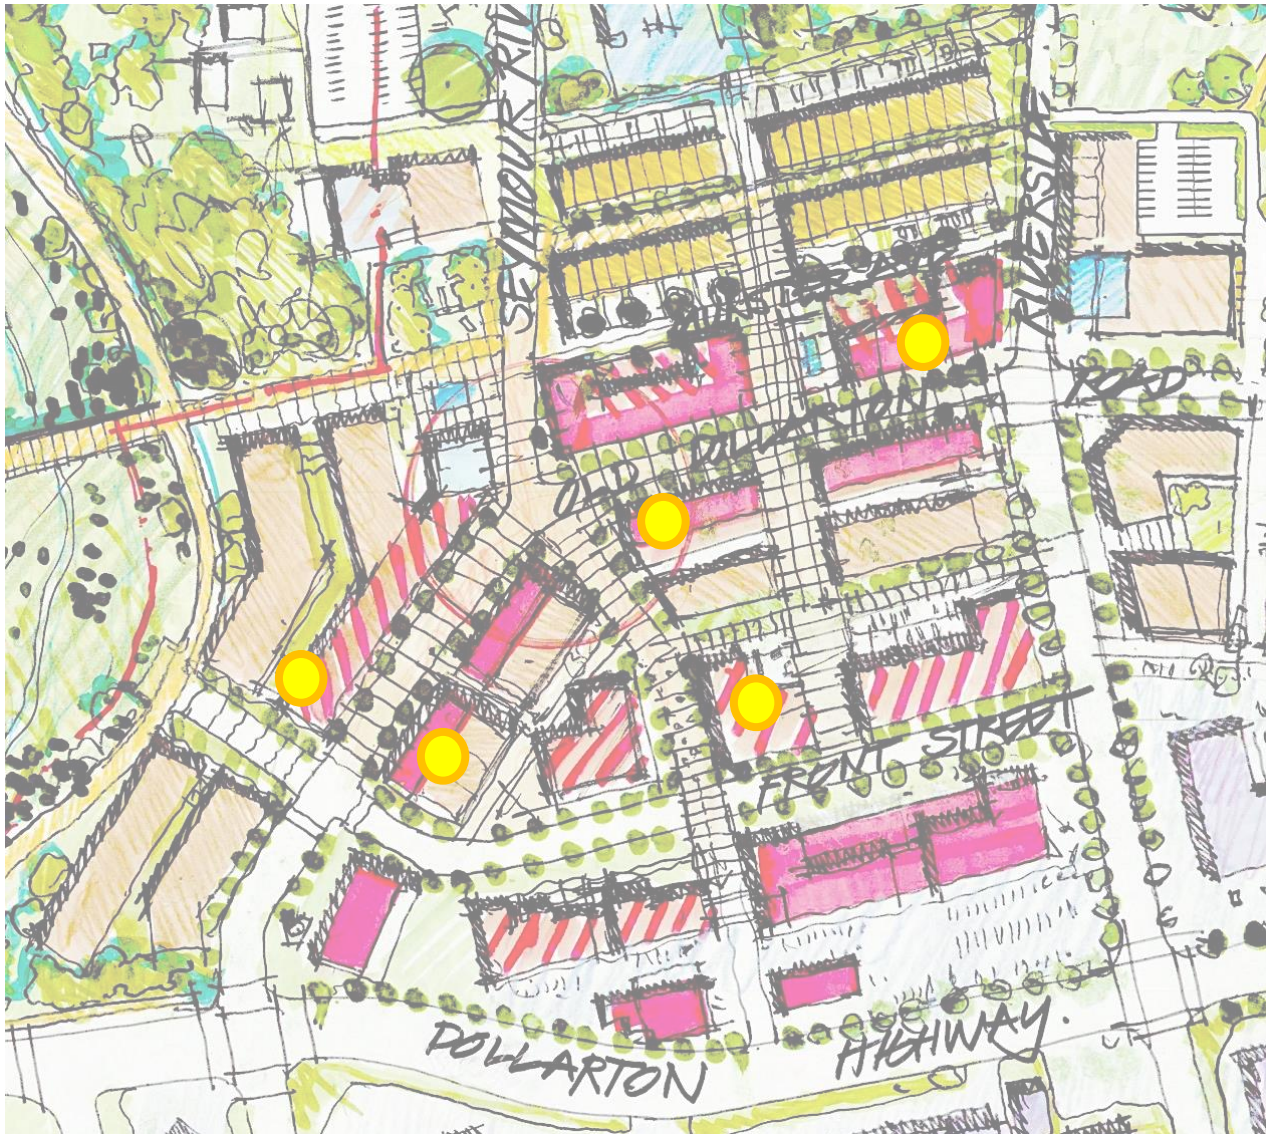 SEYMOUR RIV
RIVERSIDE
OLD DOLLARTON ROAD
FRONT STREET
DOLLARTON HIGHWAY.